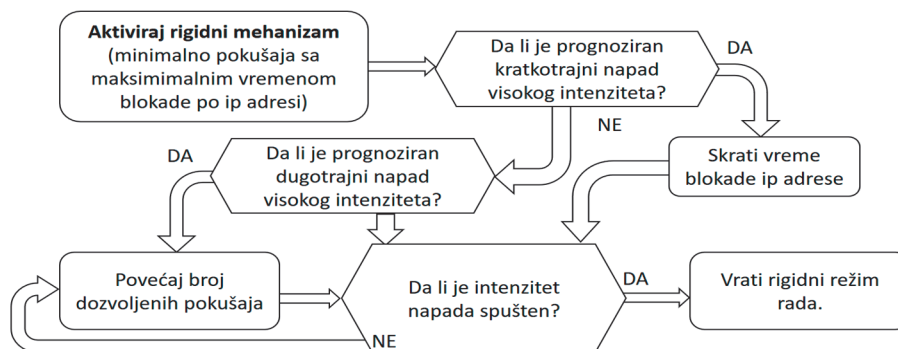 Aktiviraj rigidni mehanizam
(minimalno pokušaja sa
maksimimalnim vremenom
blokade po ip adresi)
Da li je prognoziran
kratkotrajni napad
visokog intenziteta?
DA
NE
Skrati vreme
blokade ip adrese
DA
Da li je prognoziran
dugotrajni napad
visokog intenziteta?
Povećaj broj
dozvoljenih pokušaja
Da li je intenzitet
napada spušten?
DA
NE
Vrati rigidni režim
rada.